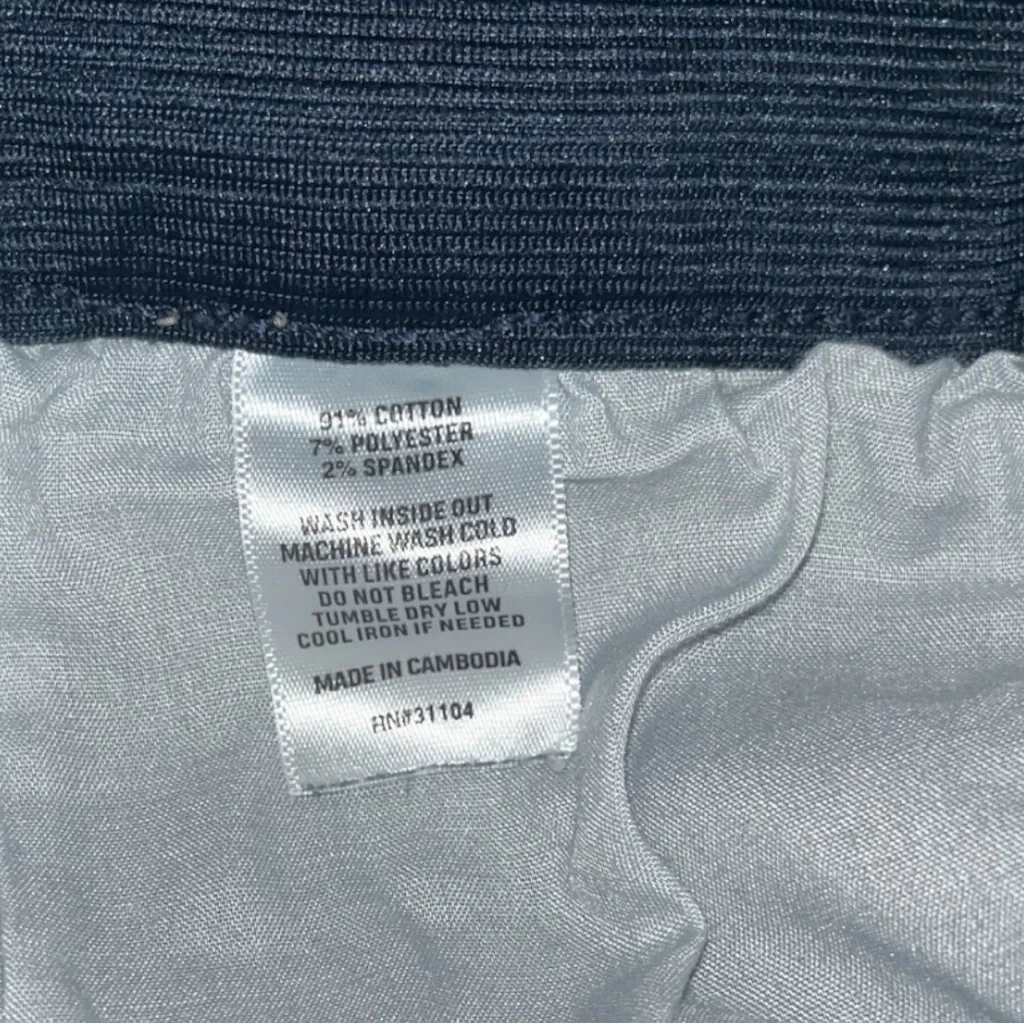 91% COTTON
7% POLYESTER
2% SPANDEX
WASH INSIDE OUT
MACHINE WASH COLD
WITH LIKE COLORS
DO NOT BLEACH
TUMBLE DRY LOW
COOL IRON IF NEEDED
MADE IN CAMBODIA
RN#31104